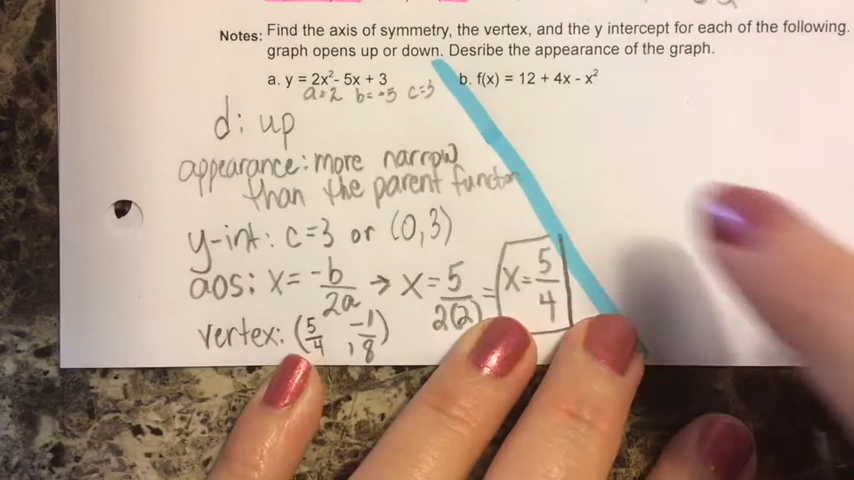 Notes: Find the axis of symmetry, the vertex, and the y intercept for each of the following.
graph opens up or down. Desribe the appearance of the graph.
a. y = 2x² - 5x + 3
b. f(x) = 12 + 4x - x²
a=2 b=-5 c=3
d: up
appearance: more narrow
than the parent function
y-int: c=3 or (0,3)
aos: x = -b/2a → x = 5/2(2) = x = 5/4
vertex: (5/4, -1/8)